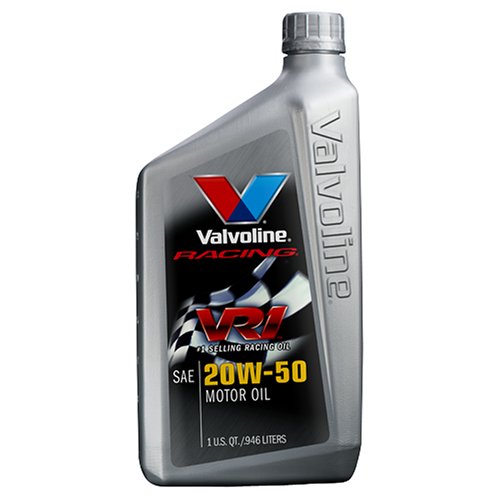 Valvoline®
Valvoline®
RACING®
VR1
#1 SELLING RACING OIL
SAE 20W-50
MOTOR OIL
1 U.S. QT./.946 LITERS